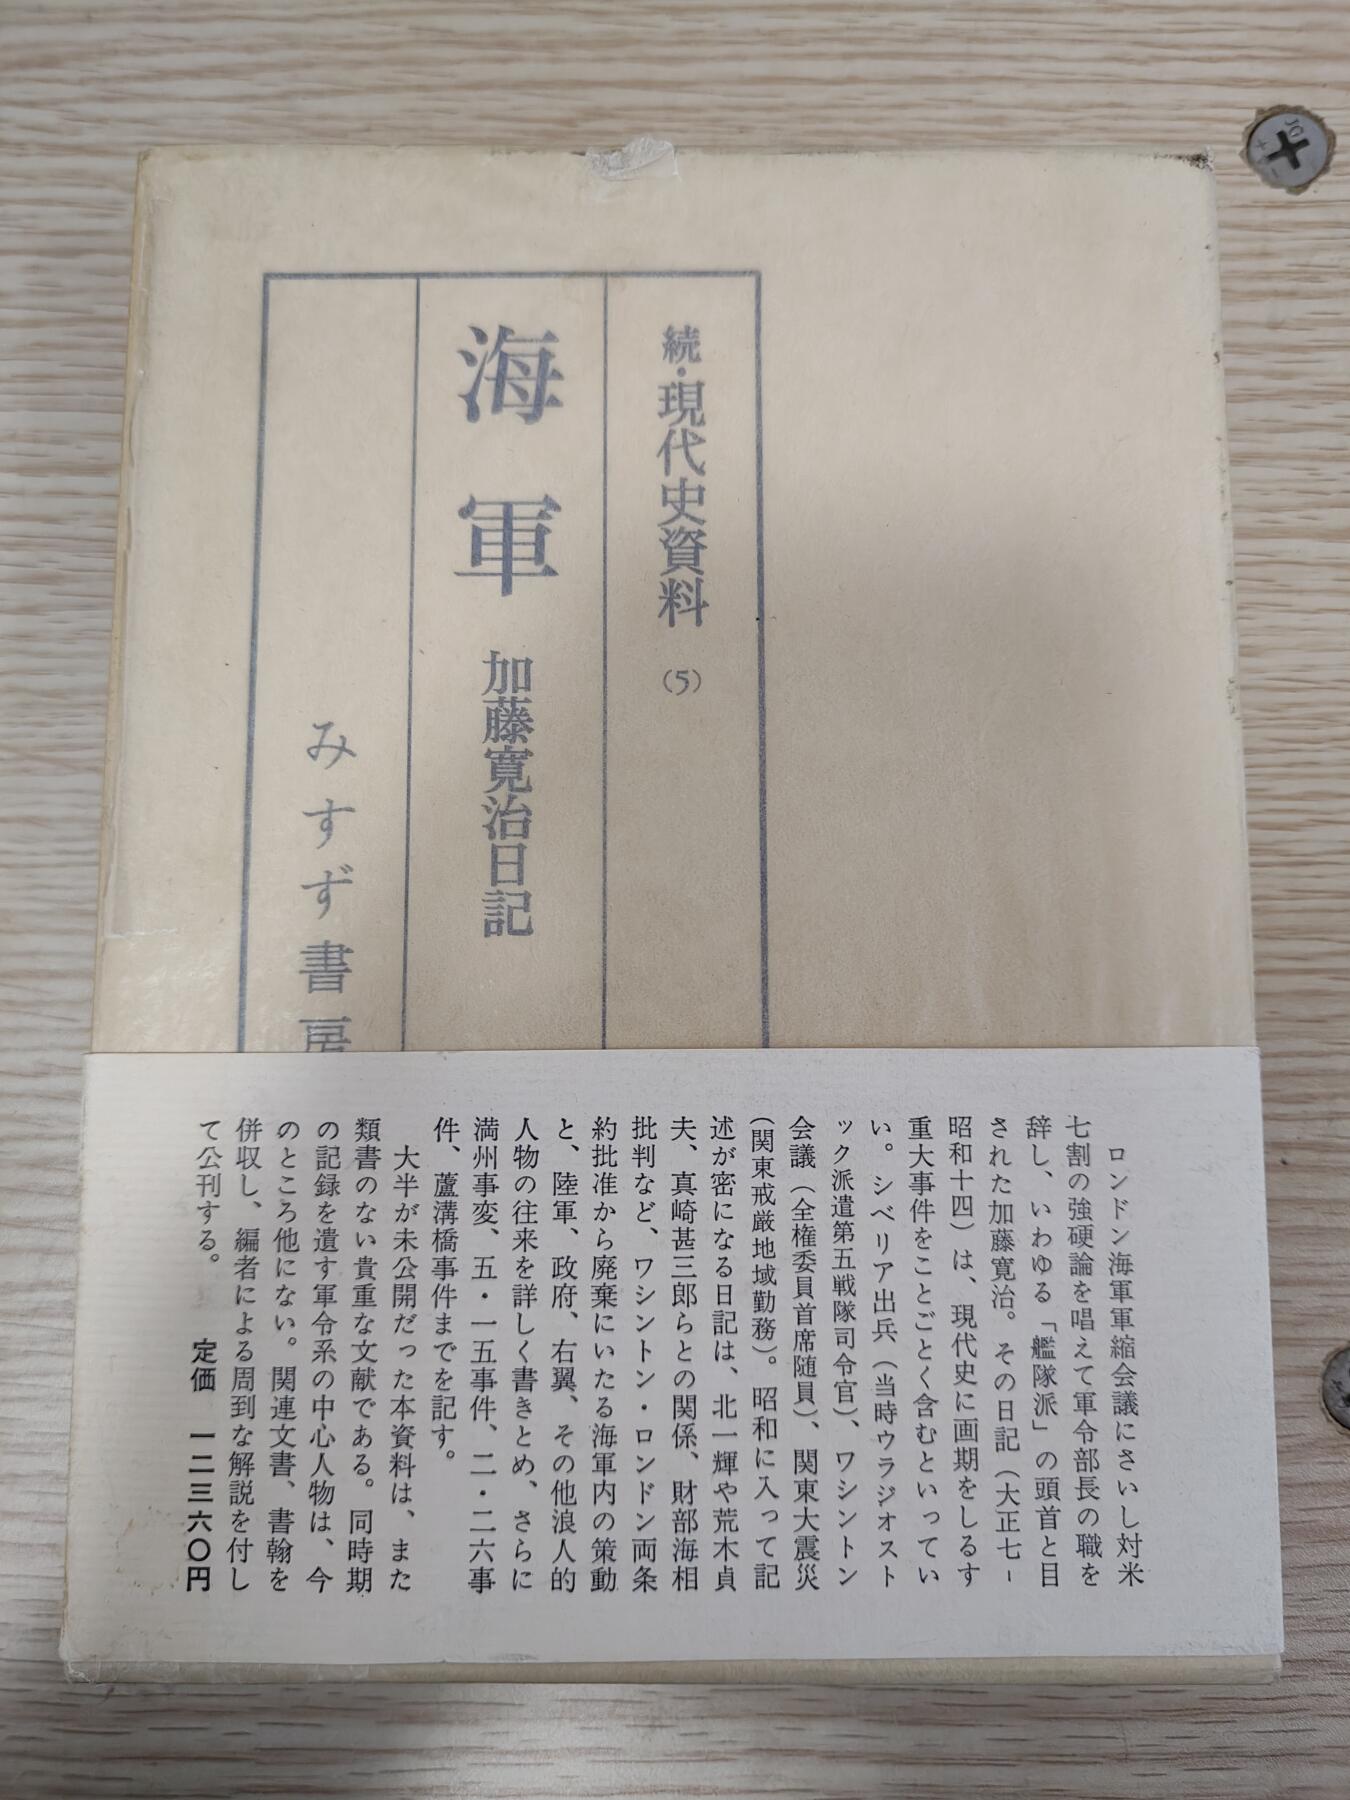 続・現代史資料 (5)
海軍 加藤寛治日記
みすず書房
ロンドン海軍軍縮会議にさいし対米
七割の強硬論を唱えて軍令部長の職を
辞し、いわゆる「艦隊派」の頭首と目
された加藤寛治。その日記（大正七-
昭和十四）は、現代史に画期をしるす
重大事件をことごとく含むといってい
い。シベリア出兵（当時ウラジオスト
ック派遣第五戦隊司令官）、ワシントン
会議（全権委員首席随員）、関東大震災
（関東戒厳地域勤務）。昭和に入って記
述が密になる日記は、北一輝や荒木貞
夫、真崎甚三郎らとの関係、財部海相
批判など、ワシントン・ロンドン両条
約批准から廃棄にいたる海軍内の策動
と、陸軍、政府、右翼、その他浪人的
人物の往来を詳しく書きとめ、さらに
満州事変、五・一五事件、二・二六事
件、蘆溝橋事件までを記す。
大半が未公開だった本資料は、また
類書のない貴重な文献である。同時期
の記録を遺す軍令系の中心人物は、今
のところ他にない。関連文書、書翰を
併収し、編者による周到な解説を付し
て公刊する。 定価 一二三六〇円
JO